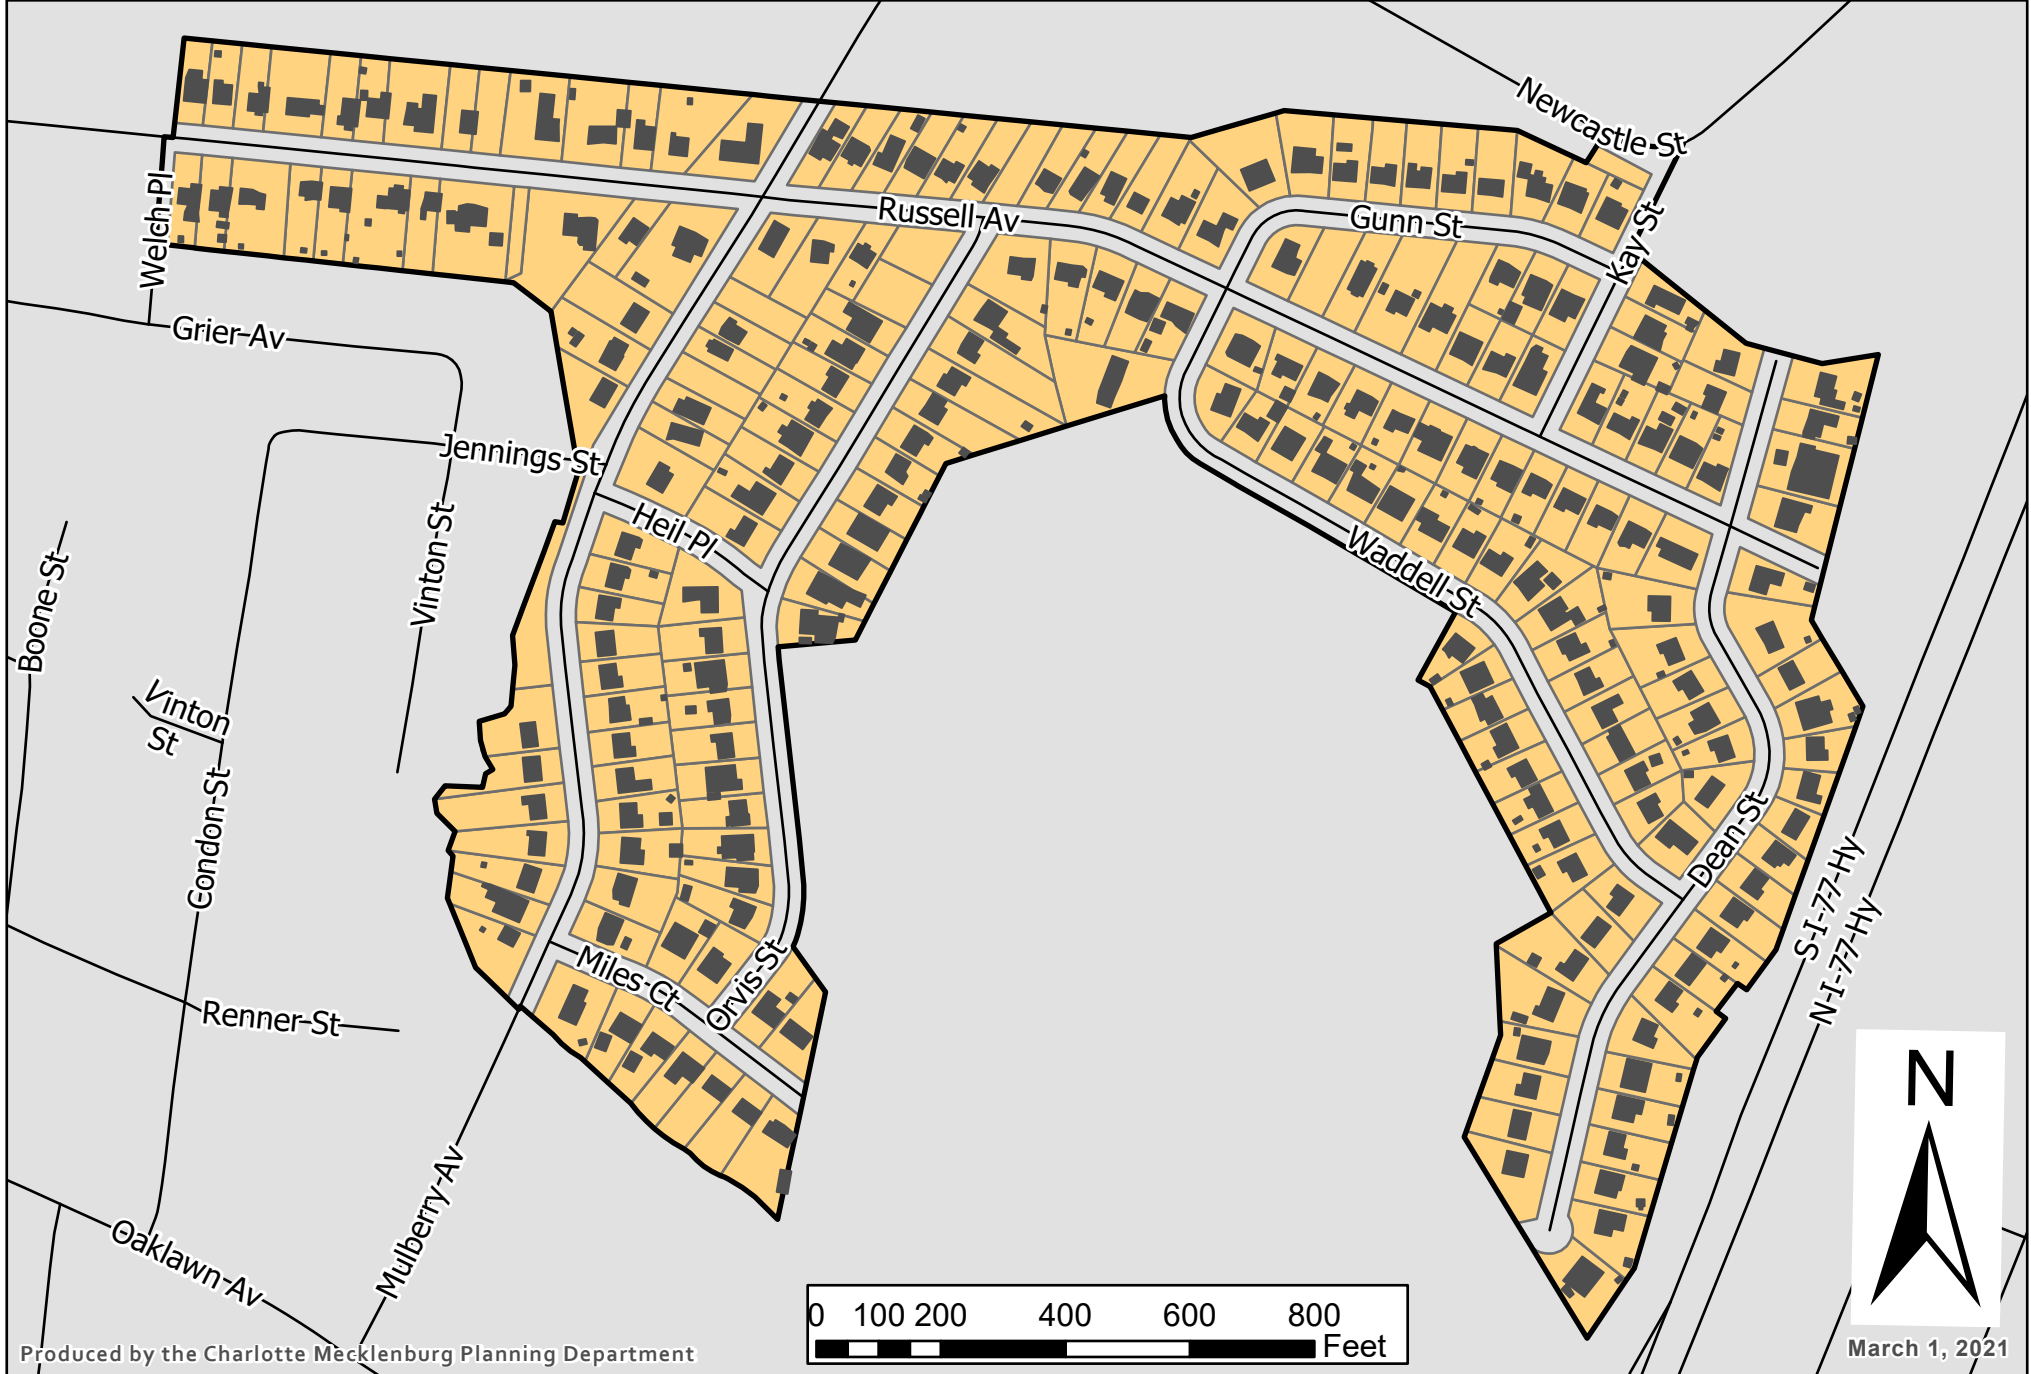 Newcastle St
Welch Pl
Russell Av
Gunn St
Kay St
Grier Av
Jennings St
Heil Pl
Vinton St
Boone St
Waddell St
Vinton
St
Condon St
Dean St
S I-77 Hy
N I-77 Hy
Miles Ct
Orvis St
Renner St
N
Mulberry Av
Oaklawn Av
0 100 200 400 600 800
Feet
Produced by the Charlotte Mecklenburg Planning Department
March 1, 2021